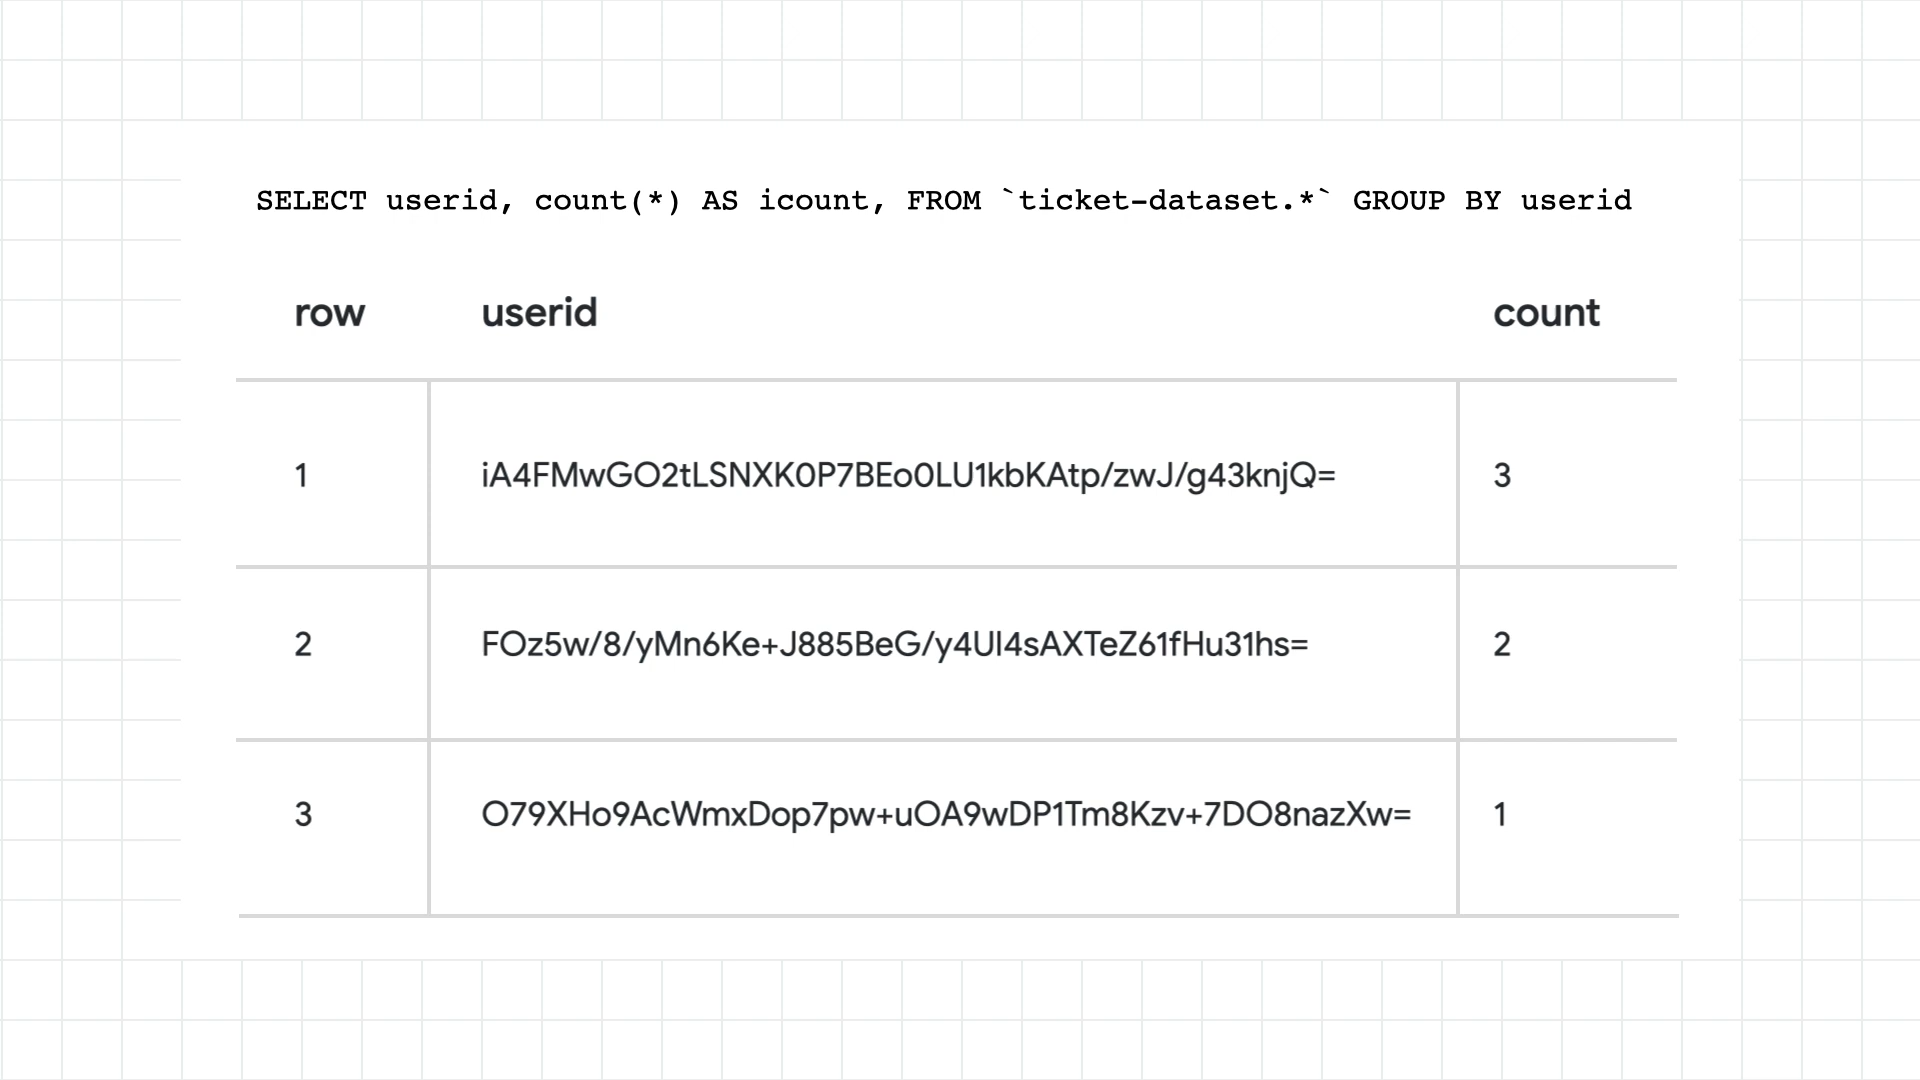 SELECT userid, count(*) AS icount, FROM `ticket-dataset.*` GROUP BY userid
row userid count
1 iA4FMwGO2tLSNXK0P7BEo0LU1kbKAtp/zwJ/g43knjQ= 3
2 FOz5w/8/yMn6Ke+J885BeG/y4Ul4sAXTeZ61fHu31hs= 2
3 O79XHo9AcWmxDop7pw+uOA9wDP1Tm8Kzv+7DO8nazXw= 1